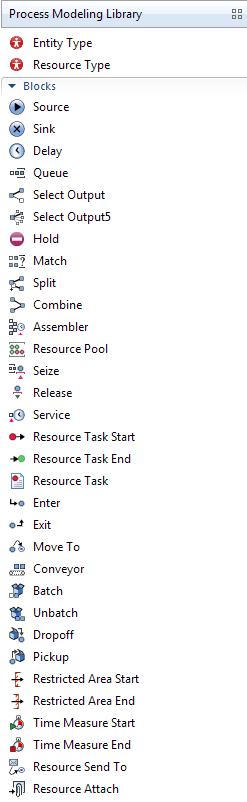 Process Modeling Library
Entity Type
Resource Type
Blocks
Source
Sink
Delay
Queue
Select Output
Select Output5
Hold
Match
Split
Combine
Assembler
Resource Pool
Seize
Release
Service
Resource Task Start
Resource Task End
Resource Task
Enter
Exit
Move To
Conveyor
Batch
Unbatch
Dropoff
Pickup
Restricted Area Start
Restricted Area End
Time Measure Start
Time Measure End
Resource Send To
Resource Attach